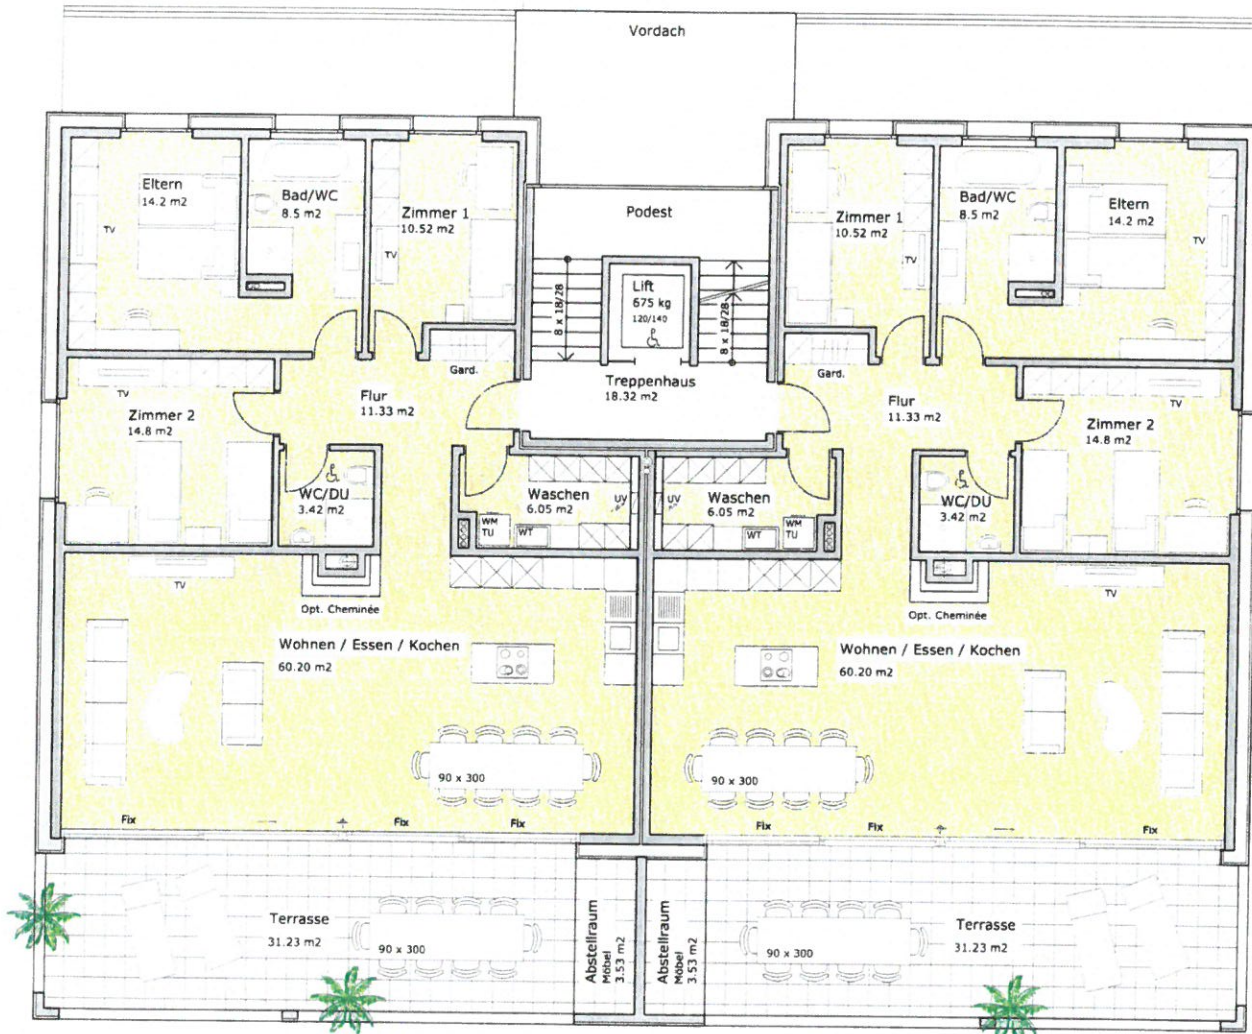 Vordach
Eltern
14.2 m2
TV
Bad/WC
8.5 m2
Zimmer 1
10.52 m2
TV
Podest
8 x 18/28
Lift
675 kg
120/140
8 x 18/28
Zimmer 1
10.52 m2
TV
Bad/WC
8.5 m2
Eltern
14.2 m2
TV
Gard.
Treppenhaus
18.32 m2
Gard.
TV
Zimmer 2
14.8 m2
Flur
11.33 m2
Flur
11.33 m2
TV
Zimmer 2
14.8 m2
WC/DU
3.42 m2
Waschen
6.05 m2
UV
WM
TU
WT
UV
Waschen
6.05 m2
WT
WM
TU
WC/DU
3.42 m2
TV
Opt. Cheminée
Wohnen / Essen / Kochen
60.20 m2
90 x 300
Fix
Fix
Fix
Opt. Cheminée
TV
Wohnen / Essen / Kochen
60.20 m2
90 x 300
Fix
Fix
Fix
Terrasse
31.23 m2
90 x 300
Abstellraum
Möbel
3.53 m2
Abstellraum
Möbel
3.53 m2
90 x 300
Terrasse
31.23 m2